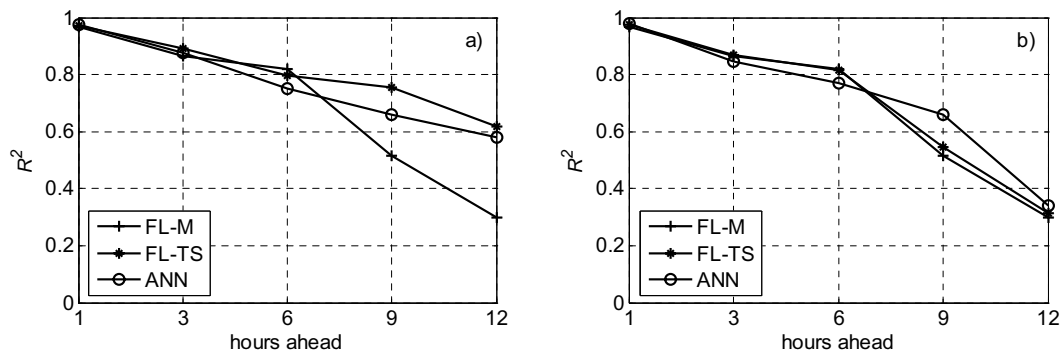 a)
1
0.8
0.6
0.4
0.2
0
R²
FL-M
FL-TS
ANN
1 3 6 9 12
hours ahead
b)
1
0.8
0.6
0.4
0.2
0
R²
FL-M
FL-TS
ANN
1 3 6 9 12
hours ahead